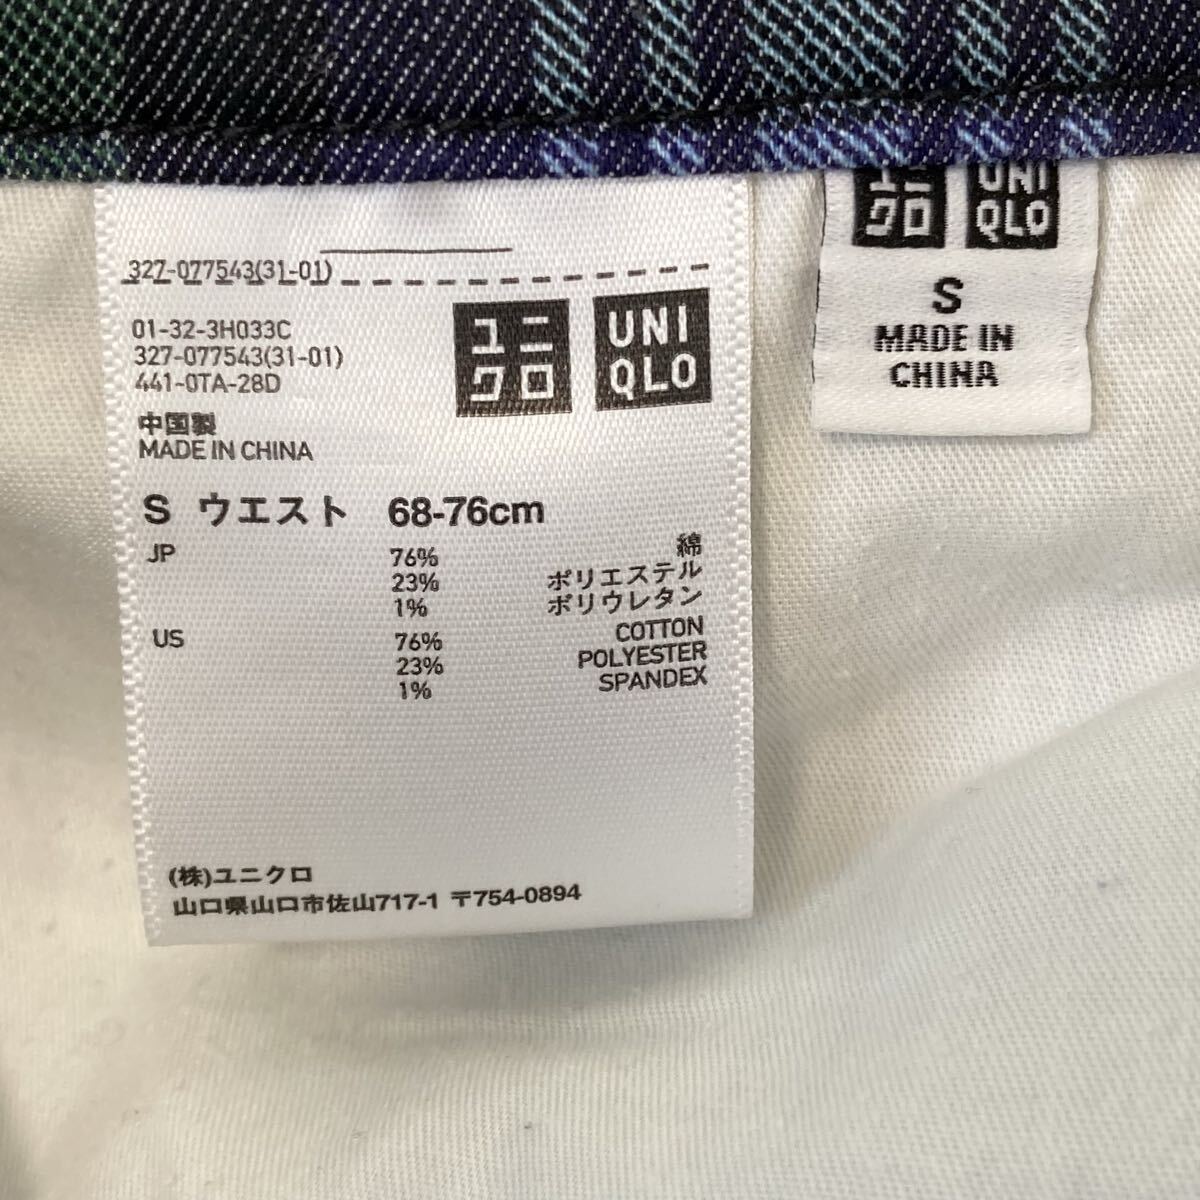 327-077543(31-01)
01-32-3H033C
327-077543(31-01)
441-0TA-28D
中国製
MADE IN CHINA
ユニ
クロ
UNI
QLO
S ウエスト 68-76cm
JP 76% 綿
23% ポリエステル
1% ポリウレタン
US 76% COTTON
23% POLYESTER
1% SPANDEX
(株)ユニクロ
山口県山口市佐山717-1 〒754-0894
ユニ
クロ
UNI
QLO
S
MADE IN
CHINA